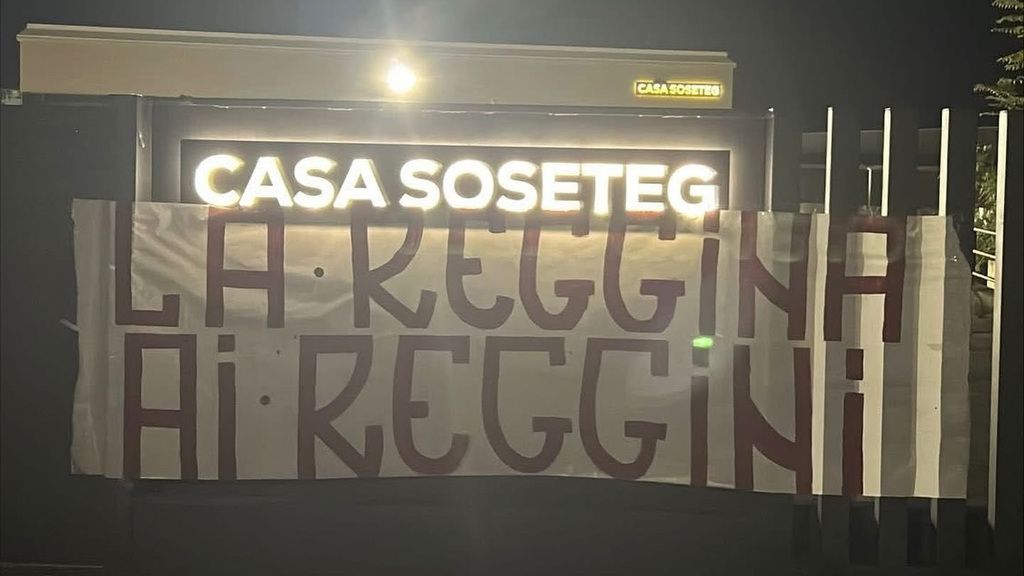 CASA SOSETEG
CASA SOSETEG
LA REGGiNA
Ai REGGiNi